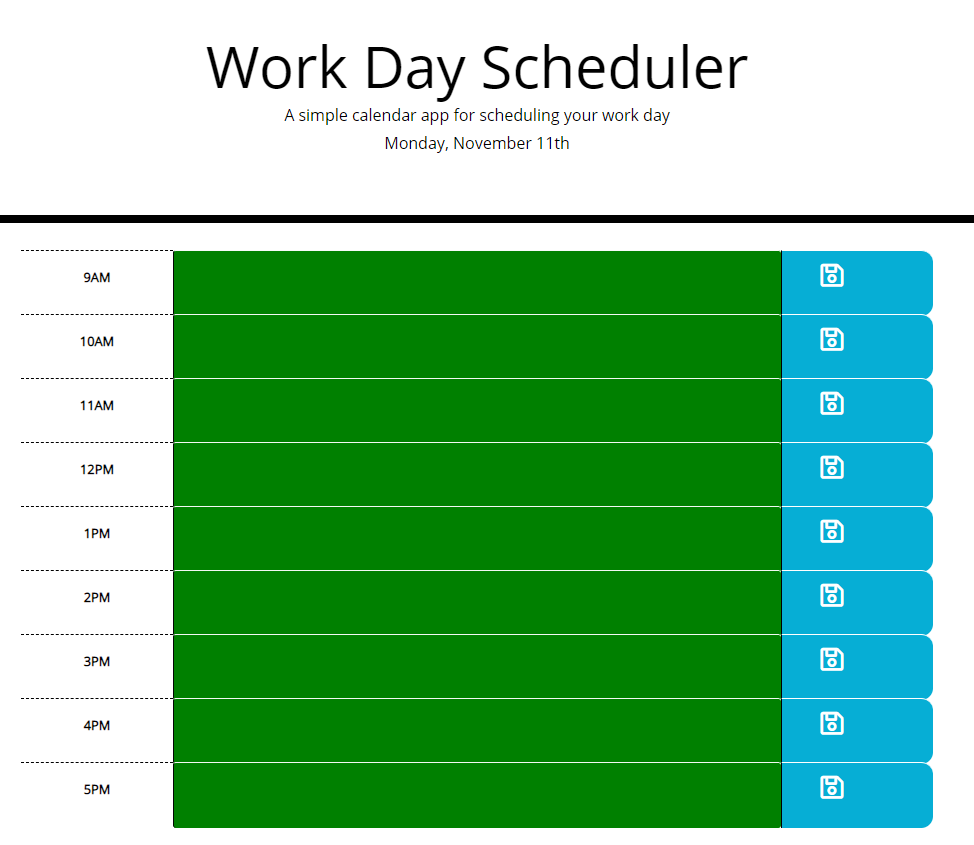 Work Day Scheduler
A simple calendar app for scheduling your work day
Monday, November 11th
9AM
10AM
11AM
12PM
1PM
2PM
3PM
4PM
5PM